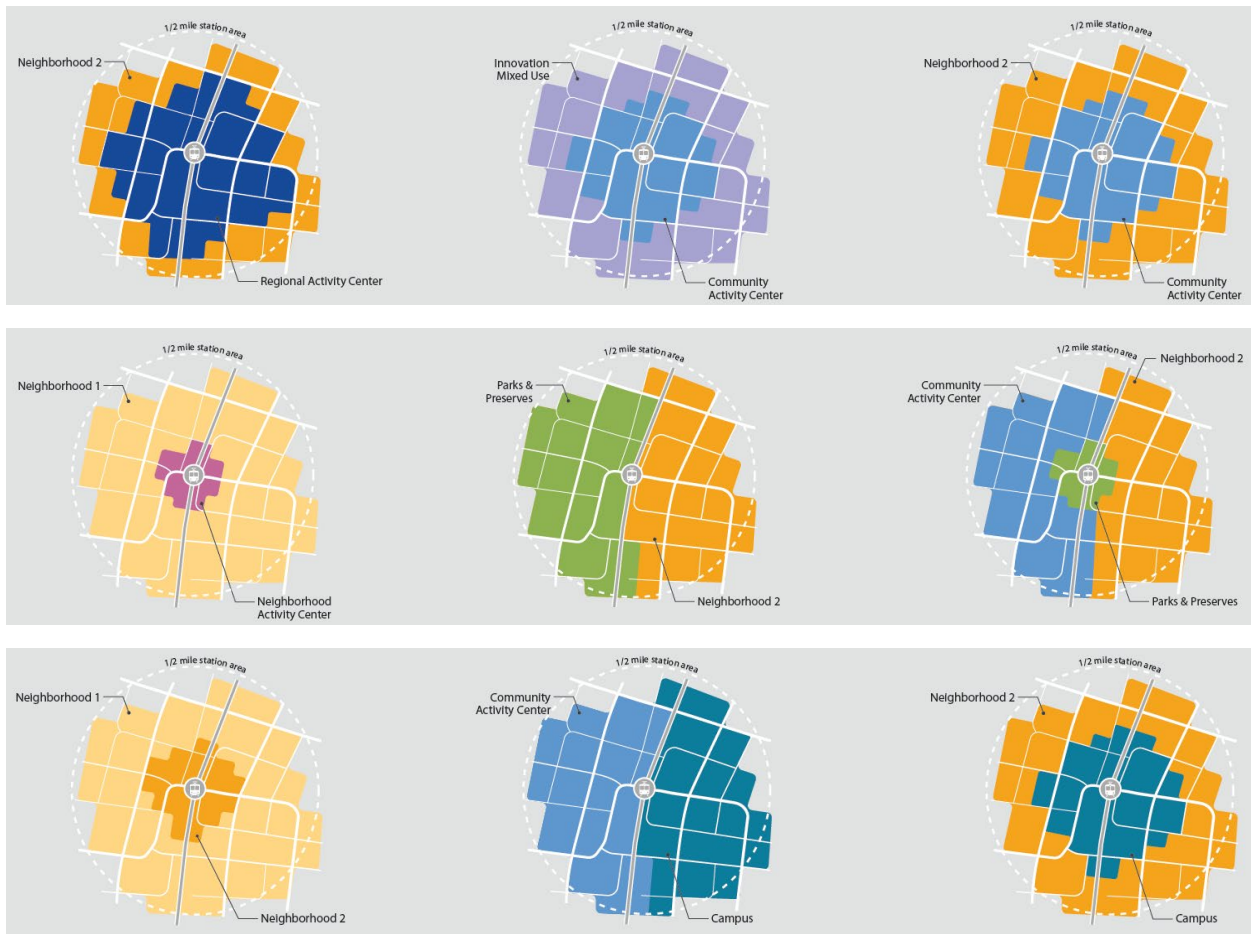 1/2 mile station area
Neighborhood 2
Regional Activity Center
1/2 mile station area
Innovation
Mixed Use
Community
Activity Center
1/2 mile station area
Neighborhood 2
Community
Activity Center
1/2 mile station area
Neighborhood 1
Neighborhood
Activity Center
1/2 mile station area
Parks &
Preserves
Neighborhood 2
1/2 mile station area
Neighborhood 2
Community
Activity Center
Parks & Preserves
1/2 mile station area
Neighborhood 1
Neighborhood 2
1/2 mile station area
Community
Activity Center
Campus
1/2 mile station area
Neighborhood 2
Campus